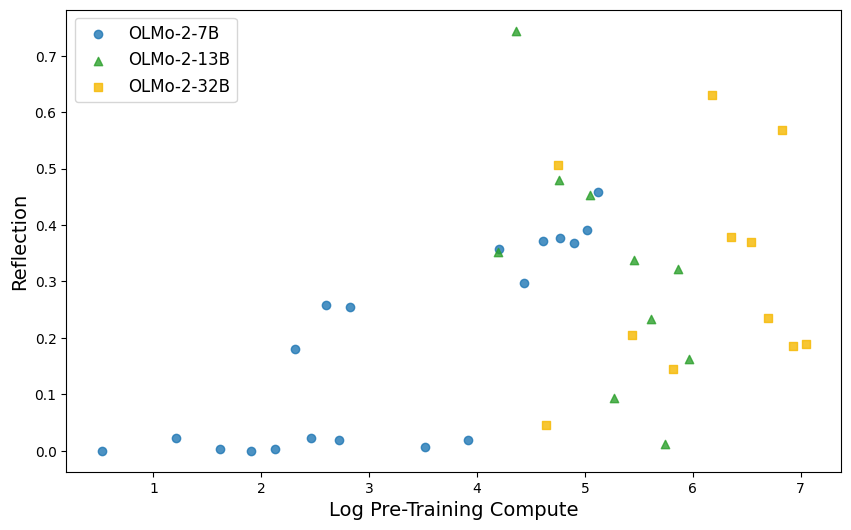 OLMo-2-7B
OLMo-2-13B
OLMo-2-32B
0.7
0.6
0.5
0.4
0.3
0.2
0.1
0.0
Reflection
1 2 3 4 5 6 7
Log Pre-Training Compute